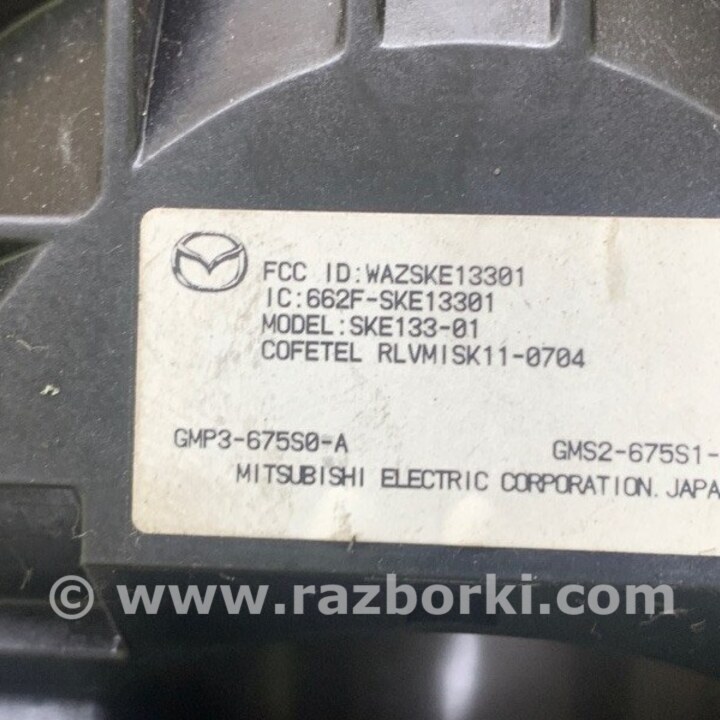 FCC ID:WAZSKE13301
IC:662F-SKE13301
MODEL:SKE133-01
COFETEL RLVMISK11-0704
GMP3-675S0-A GMS2-675S1-
MITSUBISHI ELECTRIC CORPORATION. JAPA
© www.razborki.com